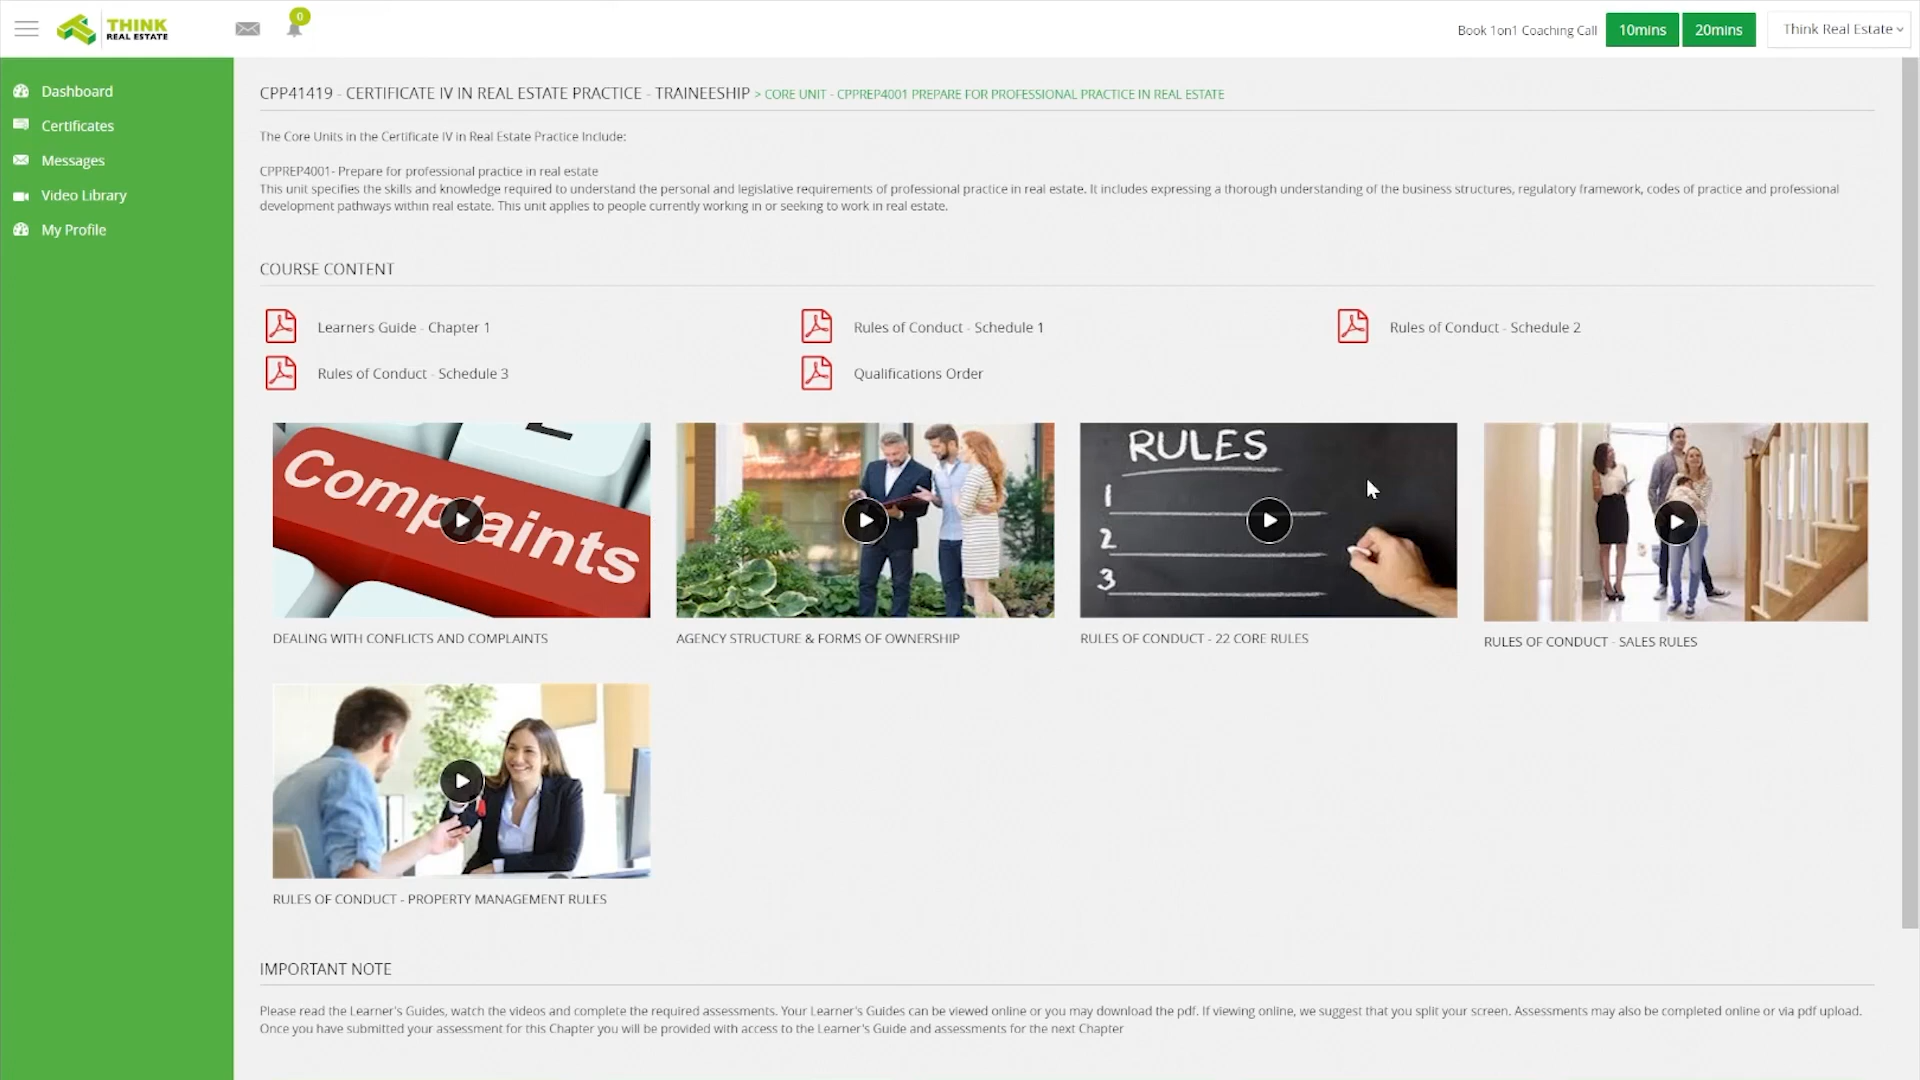 THINK
REAL ESTATE
0
Book 1on1 Coaching Call
10mins
20mins
Think Real Estate
Dashboard
Certificates
Messages
Video Library
My Profile
CPP41419 - CERTIFICATE IV IN REAL ESTATE PRACTICE - TRAINEESHIP > CORE UNIT - CPPREP4001 PREPARE FOR PROFESSIONAL PRACTICE IN REAL ESTATE
The Core Units in the Certificate IV in Real Estate Practice Include:
CPPREP4001- Prepare for professional practice in real estate
This unit specifies the skills and knowledge required to understand the personal and legislative requirements of professional practice in real estate. It includes expressing a thorough understanding of the business structures, regulatory framework, codes of practice and professional
development pathways within real estate. This unit applies to people currently working in or seeking to work in real estate.
COURSE CONTENT
Learners Guide - Chapter 1
Rules of Conduct - Schedule 1
Rules of Conduct - Schedule 2
Rules of Conduct - Schedule 3
Qualifications Order
Complaints
RULES
1
2
3
DEALING WITH CONFLICTS AND COMPLAINTS
AGENCY STRUCTURE & FORMS OF OWNERSHIP
RULES OF CONDUCT - 22 CORE RULES
RULES OF CONDUCT - SALES RULES
RULES OF CONDUCT - PROPERTY MANAGEMENT RULES
IMPORTANT NOTE
Please read the Learner's Guides, watch the videos and complete the required assessments. Your Learner's Guides can be viewed online or you may download the pdf. If viewing online, we suggest that you split your screen. Assessments may also be completed online or via pdf upload.
Once you have submitted your assessment for this Chapter you will be provided with access to the Learner's Guide and assessments for the next Chapter